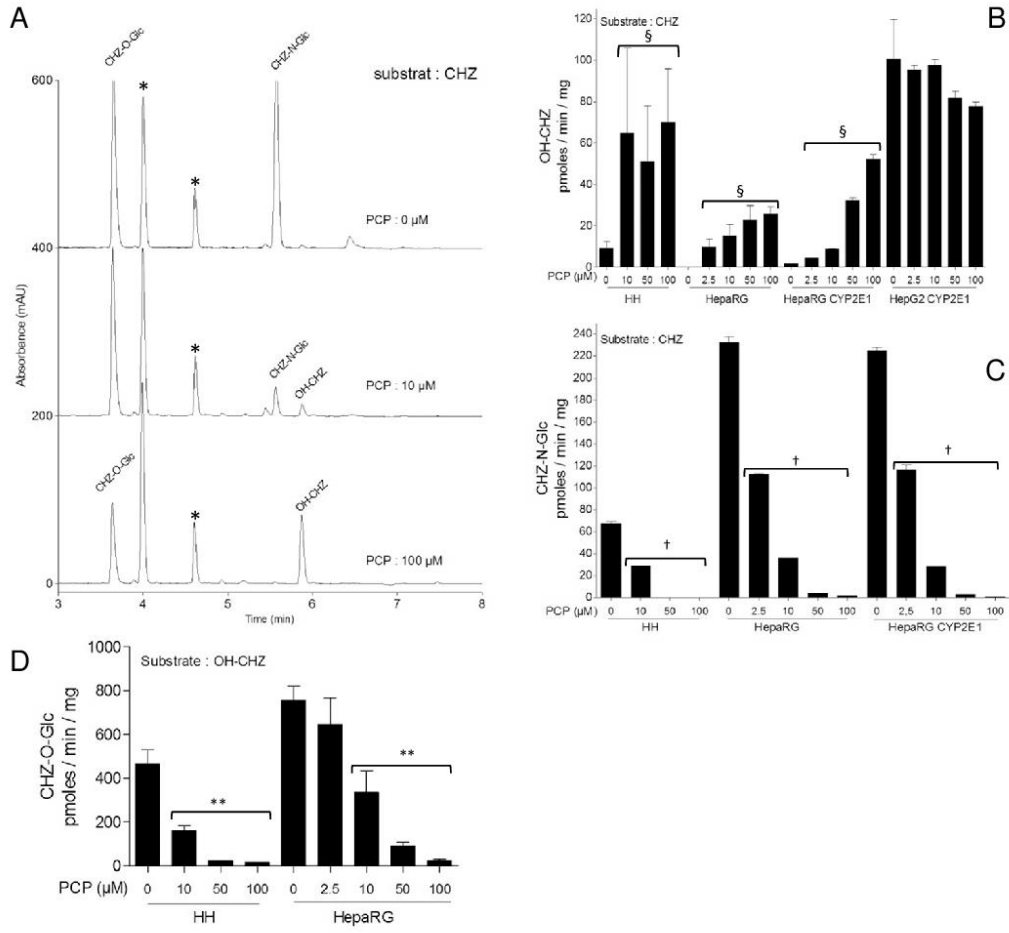 A
substrat : CHZ
CHZ-O-Glc
*
*
CHZ-N-Glc
PCP : 0 µM
*
CHZ-N-Glc
OH-CHZ
PCP : 10 µM
CHZ-O-Glc
*
OH-CHZ
PCP : 100 µM
Absorbence (mAU)
600
400
200
0
3 4 5 6 7 8
Time (min)
B
Substrate : CHZ
§
§
§
OH-CHZ
pmoles / min / mg
120
100
80
60
40
20
0
PCP (µM) 0 10 50 100 0 2.5 10 50 100 0 2.5 10 50 100 0 2.5 10 50 100
HH HepaRG HepaRG CYP2E1 HepG2 CYP2E1
C
Substrate : CHZ
†
†
†
CHZ-N-Glc
pmoles / min / mg
240
220
200
180
160
140
120
100
80
60
40
20
0
PCP (µM) 0 10 50 100 0 2.5 10 50 100 0 2.5 10 50 100
HH HepaRG HepaRG CYP2E1
D
Substrate : OH-CHZ
**
**
CHZ-O-Glc
pmoles / min / mg
1000
800
600
400
200
0
PCP (µM) 0 10 50 100 0 2.5 10 50 100
HH HepaRG